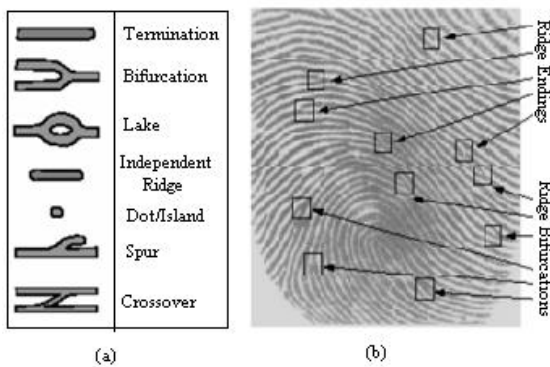 Termination
Bifurcation
Lake
Independent
Ridge
Dot/Island
Spur
Crossover
(a)
Ridge Endings
Ridge Bifurcations
(b)